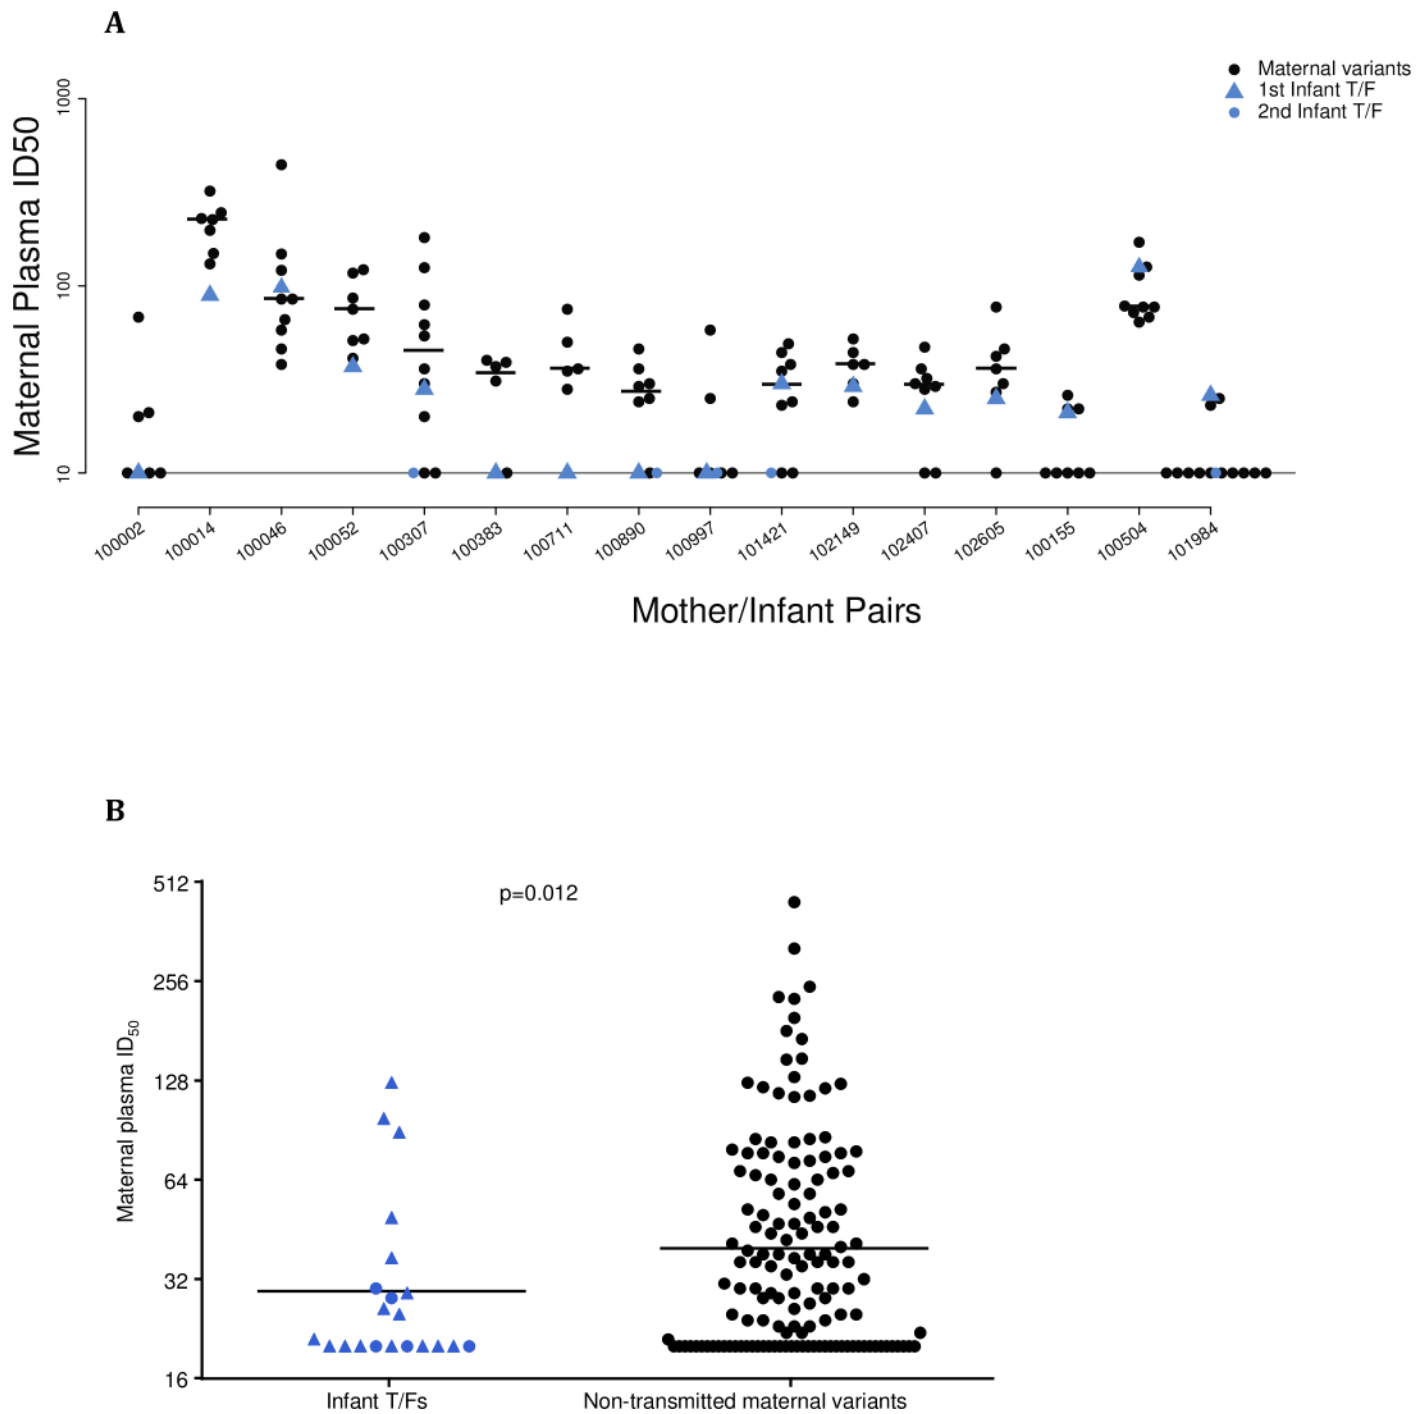 A
Maternal variants
1st Infant T/F
2nd Infant T/F
Maternal Plasma ID50
1000
100
10
100002 100014 100046 100052 100307 100383 100711 100890 100997 101421 102149 102407 102605 100155 100504 101984
Mother/Infant Pairs
B
p=0.012
Maternal plasma ID50
512
256
128
64
32
16
Infant T/Fs Non-transmitted maternal variants